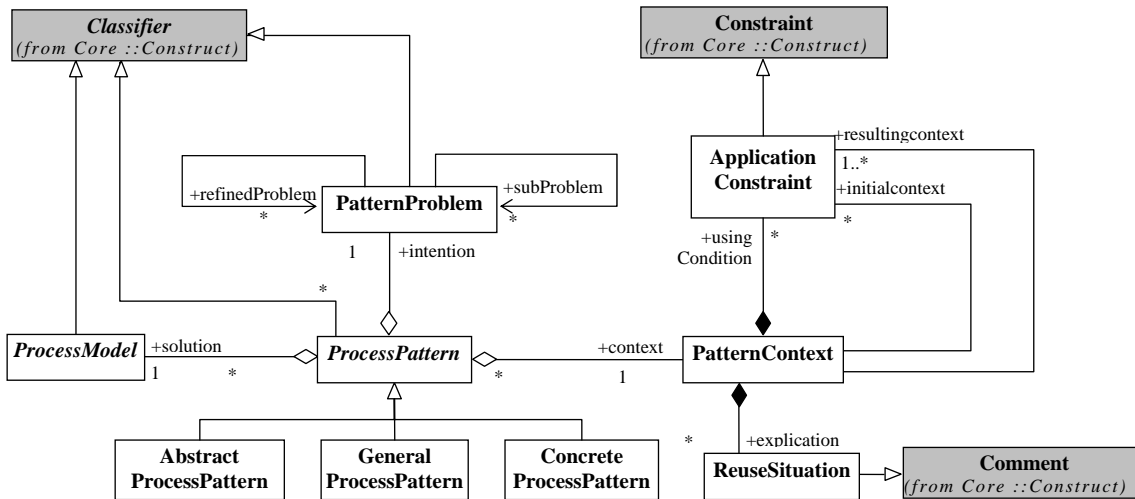 Classifier
(from Core ::Construct)
Constraint
(from Core ::Construct)
+resultingcontext
1..*
Application
Constraint
+initialcontext
*
+refinedProblem
*
PatternProblem
+subProblem
*
1
+intention
+using
Condition
*
*
ProcessModel
+solution
1
*
ProcessPattern
*
+context
1
PatternContext
Abstract
ProcessPattern
General
ProcessPattern
Concrete
ProcessPattern
*
+explication
ReuseSituation
Comment
(from Core ::Construct)